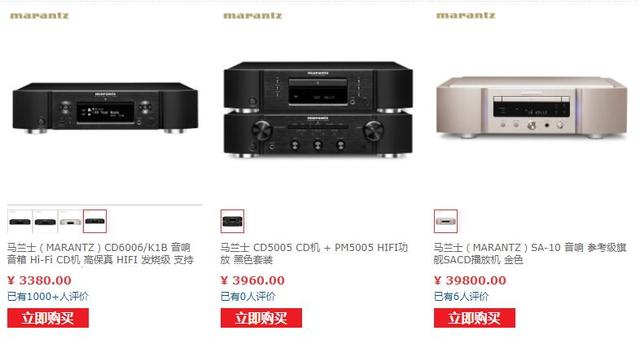 marantz
marantz
marantz
marantz
marantz
马兰士（MARANTZ）CD6006/K1B 音响
音箱 Hi-Fi CD机 高保真 HIFI 发烧级 支持
¥ 3380.00
已有1000+人评价
立即购买
马兰士 CD5005 CD机 + PM5005 HIFI功
放 黑色套装
¥ 3960.00
已有0人评价
立即购买
马兰士（MARANTZ）SA-10 音响 参考级旗
舰SACD播放机 金色
¥ 39800.00
已有6人评价
立即购买